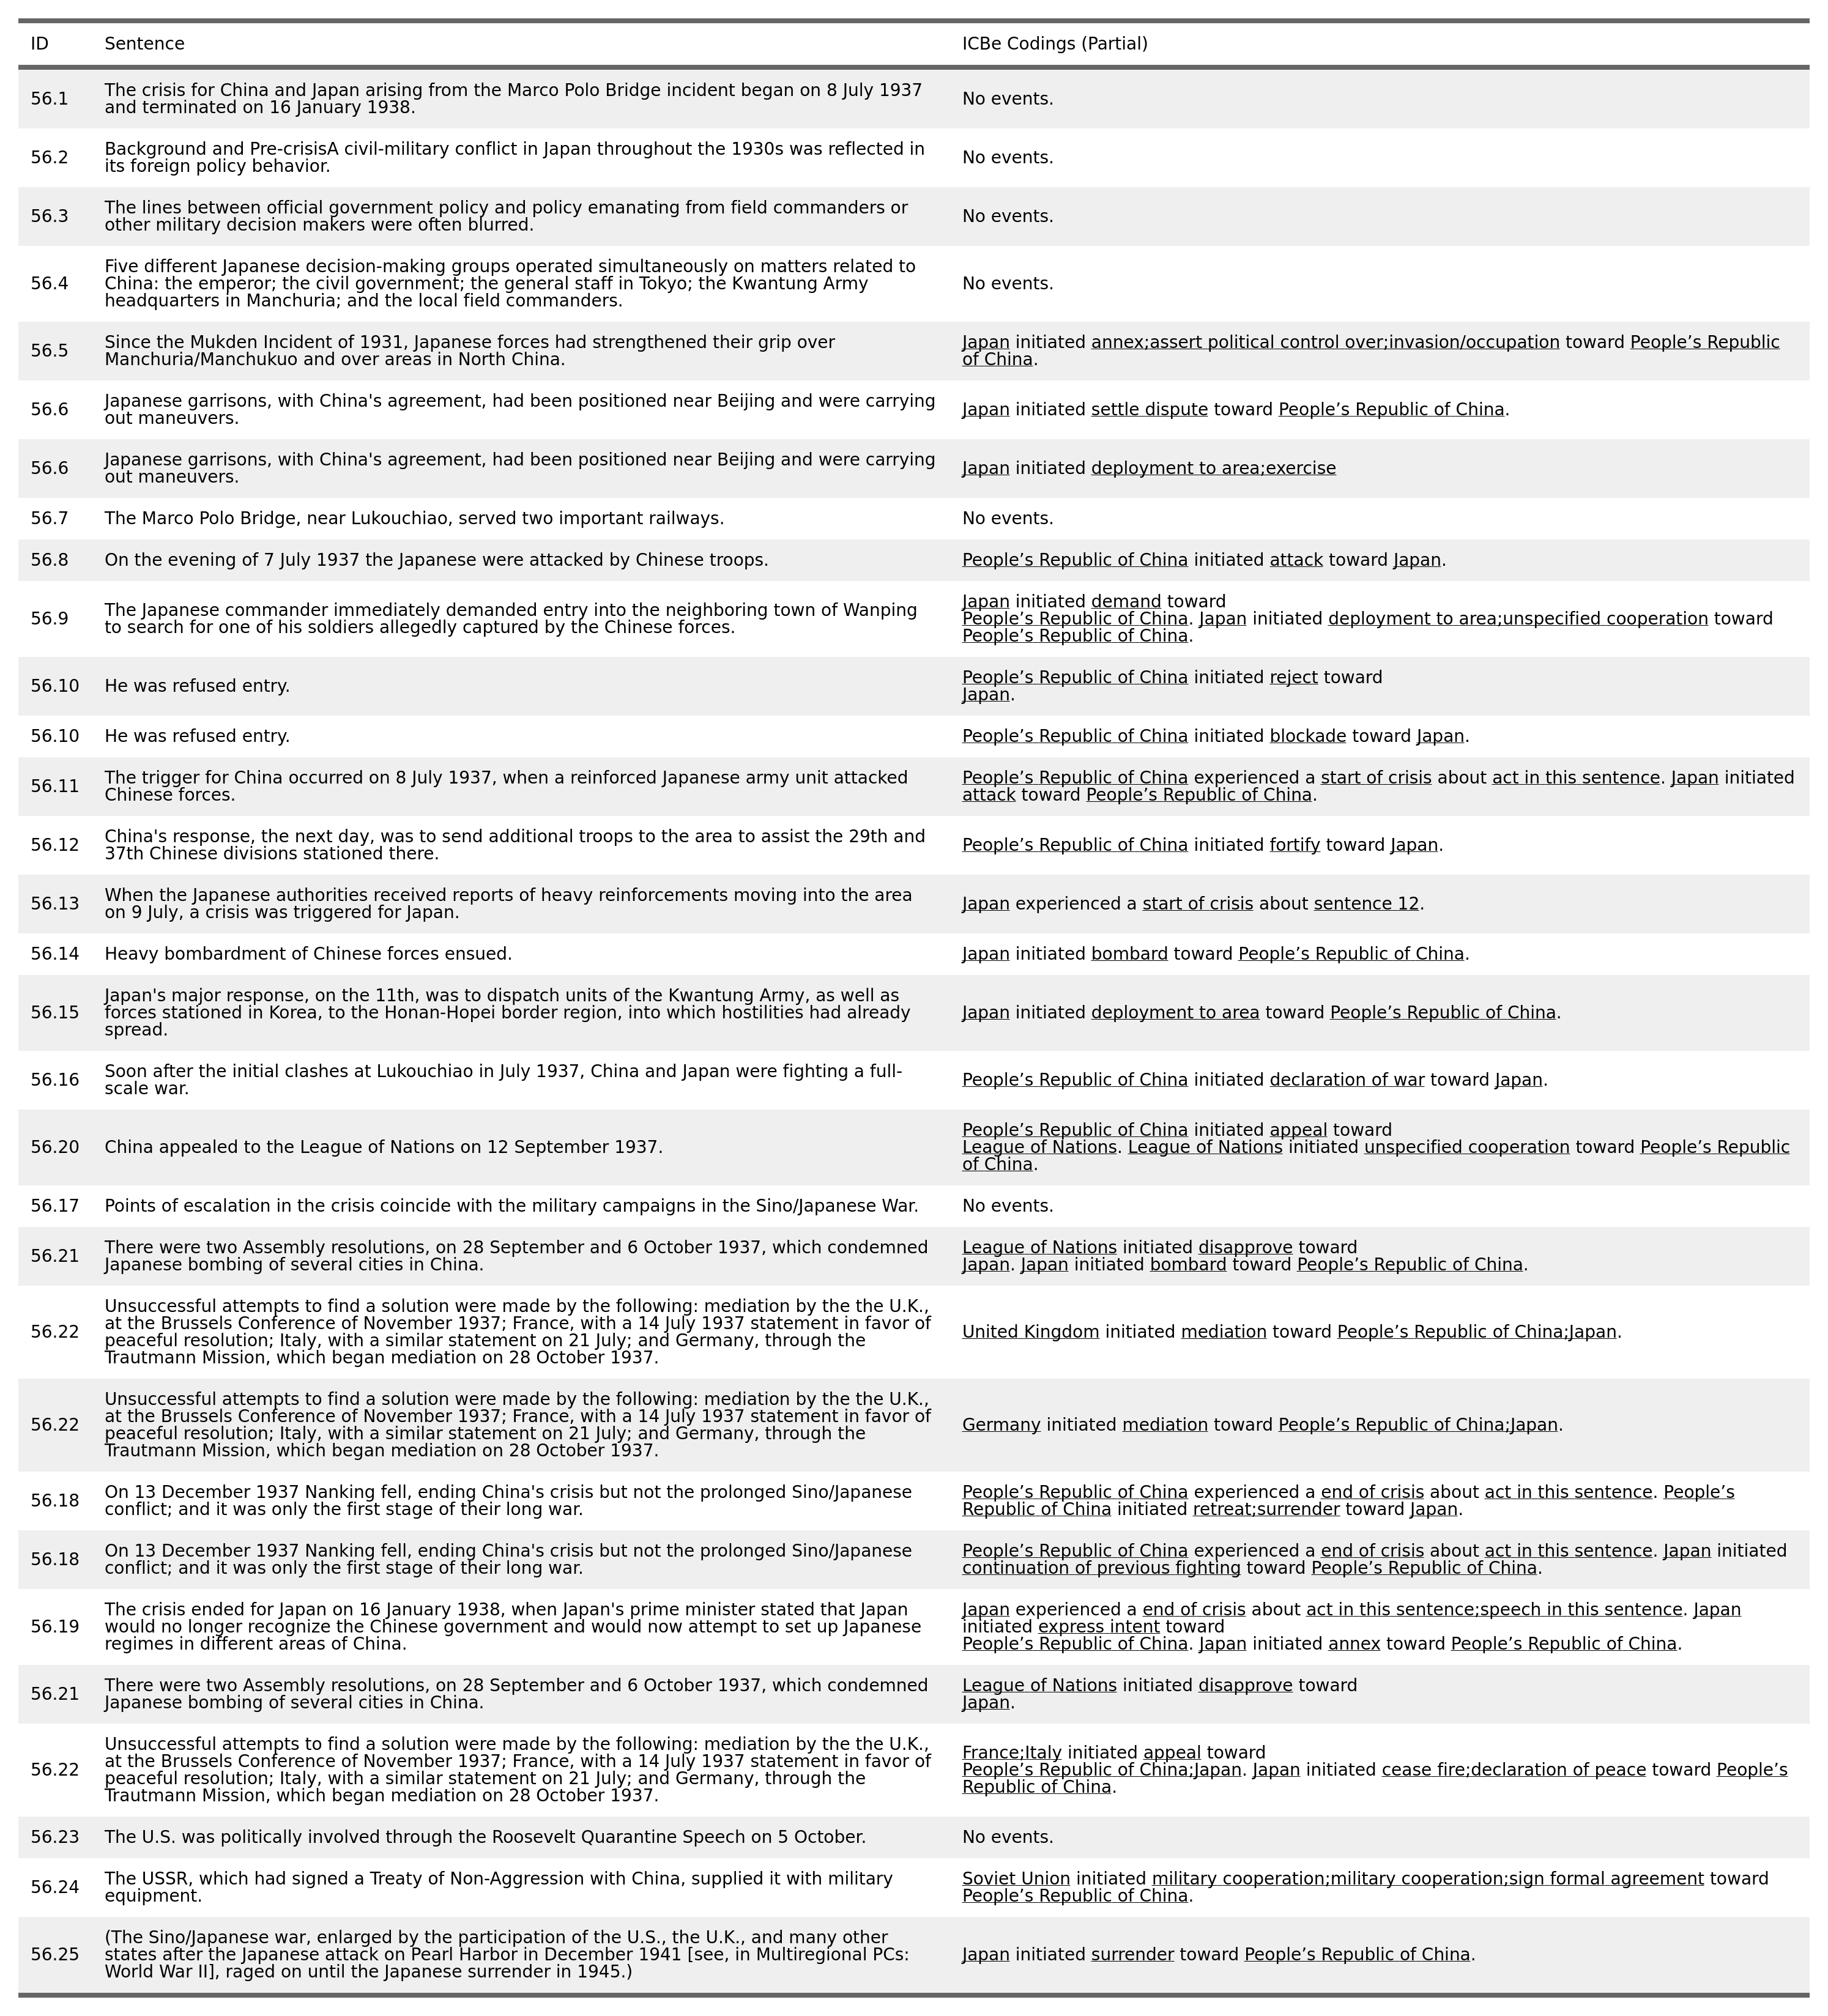 ID Sentence ICBe Codings (Partial)
56.1 The crisis for China and Japan arising from the Marco Polo Bridge incident began on 8 July 1937
and terminated on 16 January 1938.
No events.
56.2 Background and Pre-crisisA civil-military conflict in Japan throughout the 1930s was reflected in
its foreign policy behavior.
No events.
56.3 The lines between official government policy and policy emanating from field commanders or
other military decision makers were often blurred.
No events.
56.4 Five different Japanese decision-making groups operated simultaneously on matters related to
China: the emperor; the civil government; the general staff in Tokyo; the Kwantung Army
headquarters in Manchuria; and the local field commanders.
No events.
56.5 Since the Mukden Incident of 1931, Japanese forces had strengthened their grip over
Manchuria/Manchukuo and over areas in North China.
Japan initiated annex;assert political control over;invasion/occupation toward People’s Republic
of China.
56.6 Japanese garrisons, with China's agreement, had been positioned near Beijing and were carrying
out maneuvers.
Japan initiated settle dispute toward People’s Republic of China.
56.6 Japanese garrisons, with China's agreement, had been positioned near Beijing and were carrying
out maneuvers.
Japan initiated deployment to area;exercise
56.7 The Marco Polo Bridge, near Lukouchiao, served two important railways.
No events.
56.8 On the evening of 7 July 1937 the Japanese were attacked by Chinese troops.
People’s Republic of China initiated attack toward Japan.
56.9 The Japanese commander immediately demanded entry into the neighboring town of Wanping
to search for one of his soldiers allegedly captured by the Chinese forces.
Japan initiated demand toward
People’s Republic of China. Japan initiated deployment to area;unspecified cooperation toward
People’s Republic of China.
56.10 He was refused entry.
People’s Republic of China initiated reject toward
Japan.
56.10 He was refused entry.
People’s Republic of China initiated blockade toward Japan.
56.11 The trigger for China occurred on 8 July 1937, when a reinforced Japanese army unit attacked
Chinese forces.
People’s Republic of China experienced a start of crisis about act in this sentence. Japan initiated
attack toward People’s Republic of China.
56.12 China's response, the next day, was to send additional troops to the area to assist the 29th and
37th Chinese divisions stationed there.
People’s Republic of China initiated fortify toward Japan.
56.13 When the Japanese authorities received reports of heavy reinforcements moving into the area
on 9 July, a crisis was triggered for Japan.
Japan experienced a start of crisis about sentence 12.
56.14 Heavy bombardment of Chinese forces ensued.
Japan initiated bombard toward People’s Republic of China.
56.15 Japan's major response, on the 11th, was to dispatch units of the Kwantung Army, as well as
forces stationed in Korea, to the Honan-Hopei border region, into which hostilities had already
spread.
Japan initiated deployment to area toward People’s Republic of China.
56.16 Soon after the initial clashes at Lukouchiao in July 1937, China and Japan were fighting a full-
scale war.
People’s Republic of China initiated declaration of war toward Japan.
56.20 China appealed to the League of Nations on 12 September 1937.
People’s Republic of China initiated appeal toward
League of Nations. League of Nations initiated unspecified cooperation toward People’s Republic
of China.
56.17 Points of escalation in the crisis coincide with the military campaigns in the Sino/Japanese War.
No events.
56.21 There were two Assembly resolutions, on 28 September and 6 October 1937, which condemned
Japanese bombing of several cities in China.
League of Nations initiated disapprove toward
Japan. Japan initiated bombard toward People’s Republic of China.
56.22 Unsuccessful attempts to find a solution were made by the following: mediation by the the U.K.,
at the Brussels Conference of November 1937; France, with a 14 July 1937 statement in favor of
peaceful resolution; Italy, with a similar statement on 21 July; and Germany, through the
Trautmann Mission, which began mediation on 28 October 1937.
United Kingdom initiated mediation toward People’s Republic of China;Japan.
56.22 Unsuccessful attempts to find a solution were made by the following: mediation by the the U.K.,
at the Brussels Conference of November 1937; France, with a 14 July 1937 statement in favor of
peaceful resolution; Italy, with a similar statement on 21 July; and Germany, through the
Trautmann Mission, which began mediation on 28 October 1937.
Germany initiated mediation toward People’s Republic of China;Japan.
56.18 On 13 December 1937 Nanking fell, ending China's crisis but not the prolonged Sino/Japanese
conflict; and it was only the first stage of their long war.
People’s Republic of China experienced a end of crisis about act in this sentence. People’s
Republic of China initiated retreat;surrender toward Japan.
56.18 On 13 December 1937 Nanking fell, ending China's crisis but not the prolonged Sino/Japanese
conflict; and it was only the first stage of their long war.
People’s Republic of China experienced a end of crisis about act in this sentence. Japan initiated
continuation of previous fighting toward People’s Republic of China.
56.19 The crisis ended for Japan on 16 January 1938, when Japan's prime minister stated that Japan
would no longer recognize the Chinese government and would now attempt to set up Japanese
regimes in different areas of China.
Japan experienced a end of crisis about act in this sentence;speech in this sentence. Japan
initiated express intent toward
People’s Republic of China. Japan initiated annex toward People’s Republic of China.
56.21 There were two Assembly resolutions, on 28 September and 6 October 1937, which condemned
Japanese bombing of several cities in China.
League of Nations initiated disapprove toward
Japan.
56.22 Unsuccessful attempts to find a solution were made by the following: mediation by the the U.K.,
at the Brussels Conference of November 1937; France, with a 14 July 1937 statement in favor of
peaceful resolution; Italy, with a similar statement on 21 July; and Germany, through the
Trautmann Mission, which began mediation on 28 October 1937.
France;Italy initiated appeal toward
People’s Republic of China;Japan. Japan initiated cease fire;declaration of peace toward People’s
Republic of China.
56.23 The U.S. was politically involved through the Roosevelt Quarantine Speech on 5 October.
No events.
56.24 The USSR, which had signed a Treaty of Non-Aggression with China, supplied it with military
equipment.
Soviet Union initiated military cooperation;military cooperation;sign formal agreement toward
People’s Republic of China.
56.25 (The Sino/Japanese war, enlarged by the participation of the U.S., the U.K., and many other
states after the Japanese attack on Pearl Harbor in December 1941 [see, in Multiregional PCs:
World War II], raged on until the Japanese surrender in 1945.)
Japan initiated surrender toward People’s Republic of China.